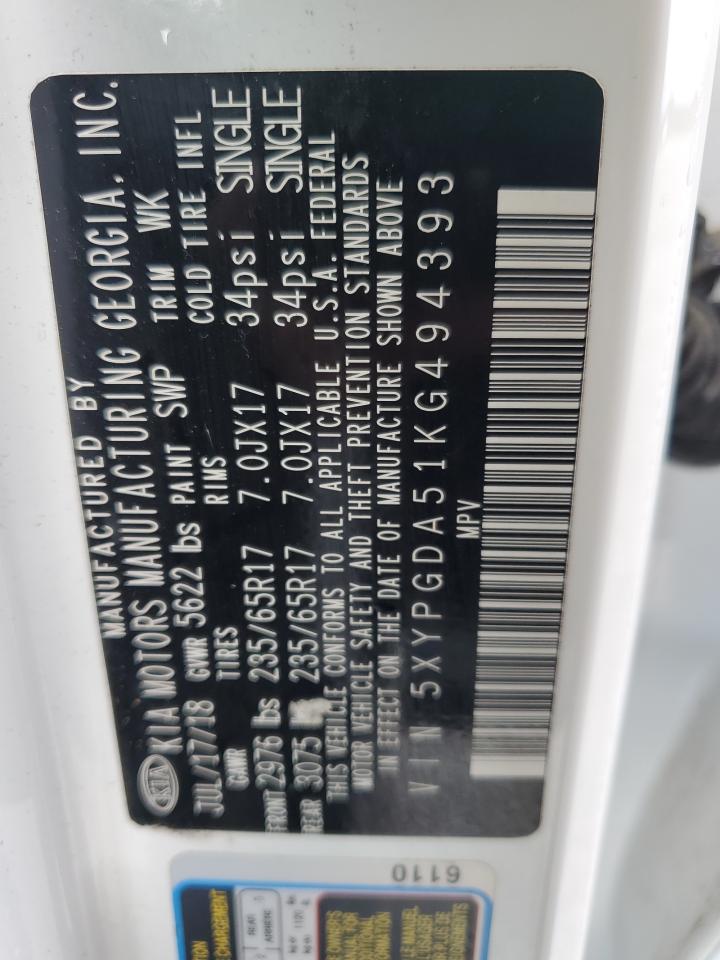 MANUFACTURED BY
KIA KIA MOTORS MANUFACTURING GEORGIA, INC.
JUL/17/18 GVWR 5622 lbs PAINT SWP TRIM WK
GAWR TIRES RIMS COLD TIRE INFL
FRONT 2976 lbs 235/65R17 7.0JX17 34psi SINGLE
REAR 3075 235/65R17 7.0JX17 34psi SINGLE
THIS VEHICLE CONFORMS TO ALL APPLICABLE U.S.A. FEDERAL
MOTOR VEHICLE SAFETY AND THEFT PREVENTION STANDARDS
IN EFFECT ON THE DATE OF MANUFACTURE SHOWN ABOVE
VIN 5XYPGDA51KG494393
MPV
6110